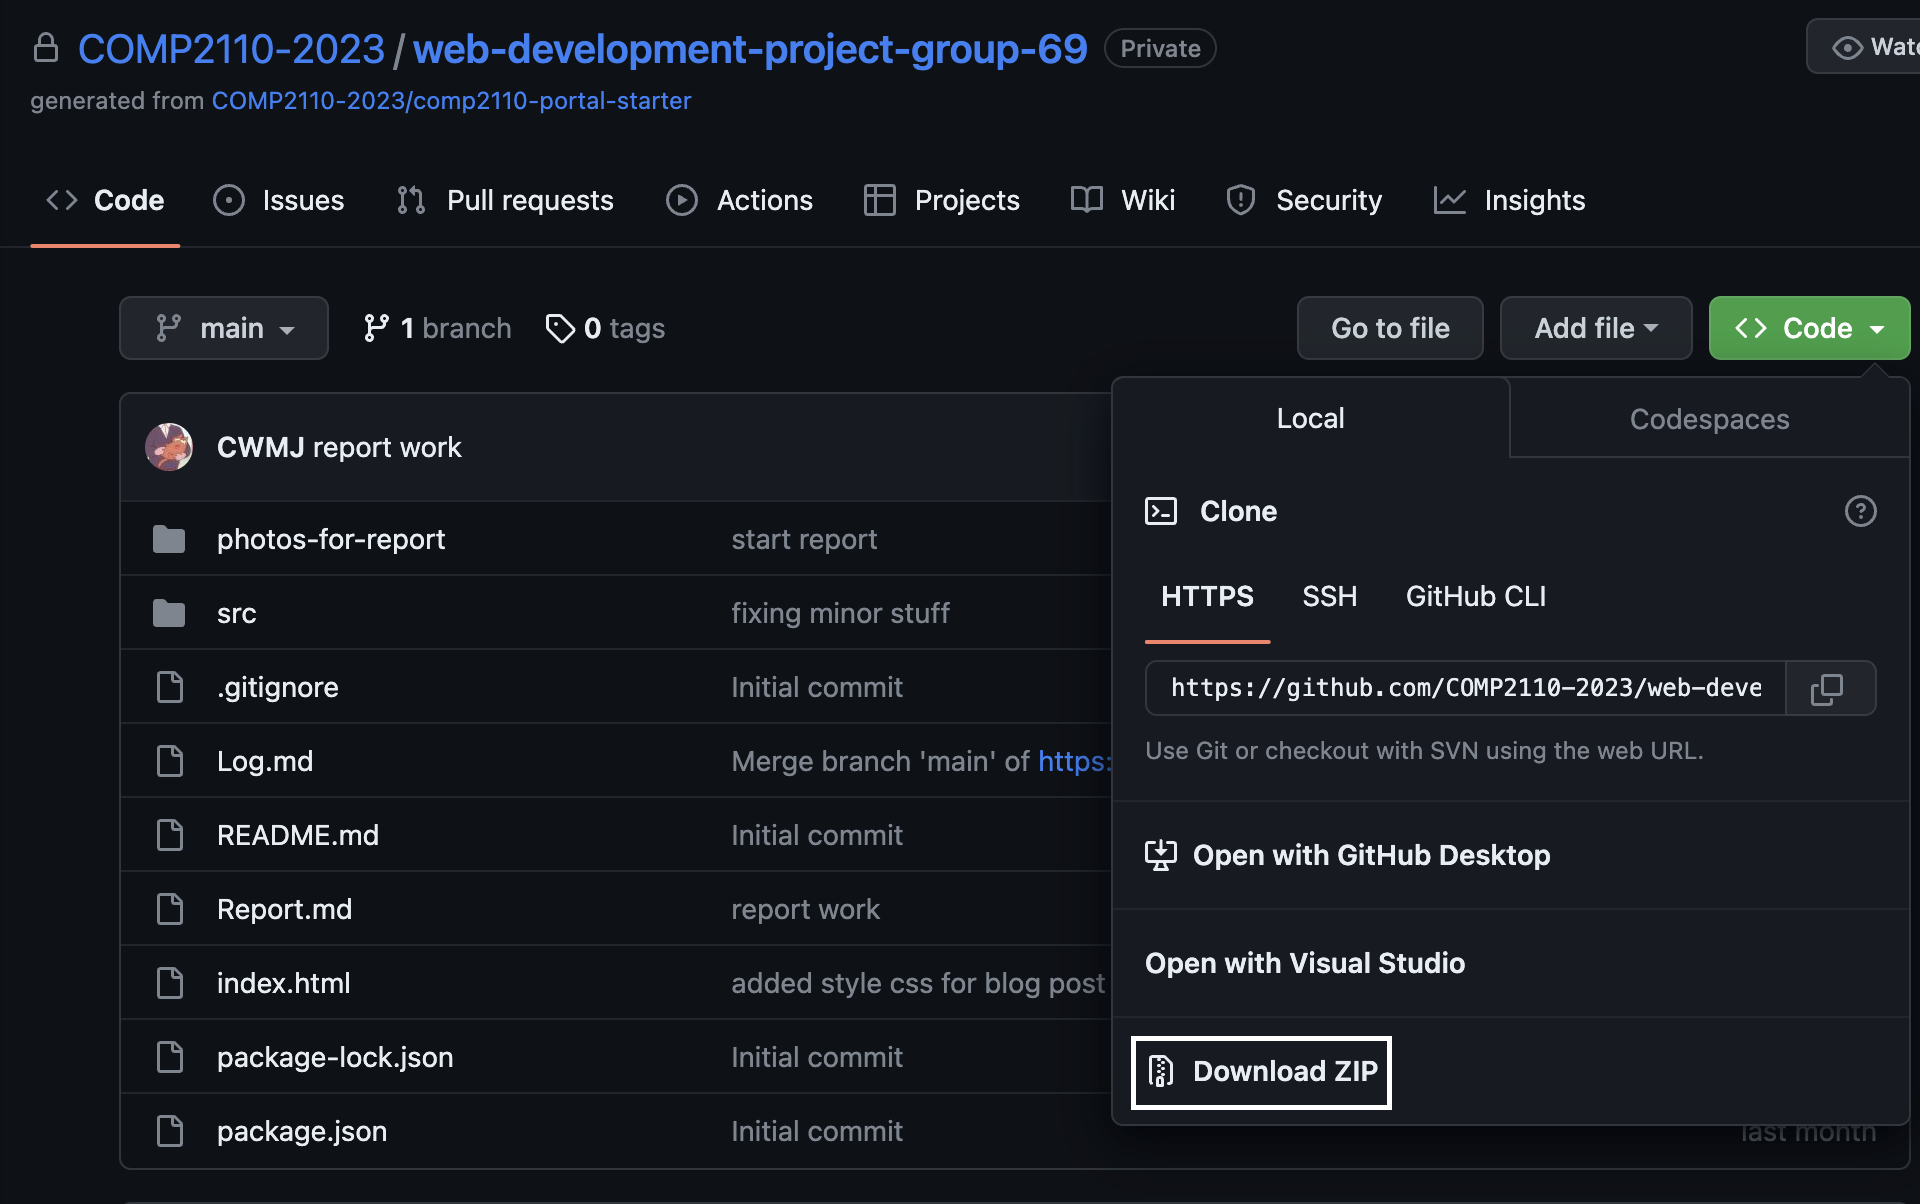 COMP2110-2023 / web-development-project-group-69 Private
generated from COMP2110-2023/comp2110-portal-starter
Code Issues Pull requests Actions Projects Wiki Security Insights
main 1 branch 0 tags Go to file Add file Code
CWMJ report work
photos-for-report start report
src fixing minor stuff
.gitignore Initial commit
Log.md Merge branch 'main' of https:
README.md Initial commit
Report.md report work
index.html added style css for blog post
package-lock.json Initial commit
package.json Initial commit
last month
Local Codespaces
Clone
HTTPS SSH GitHub CLI
https://github.com/COMP2110-2023/web-deve
Use Git or checkout with SVN using the web URL.
Open with GitHub Desktop
Open with Visual Studio
Download ZIP